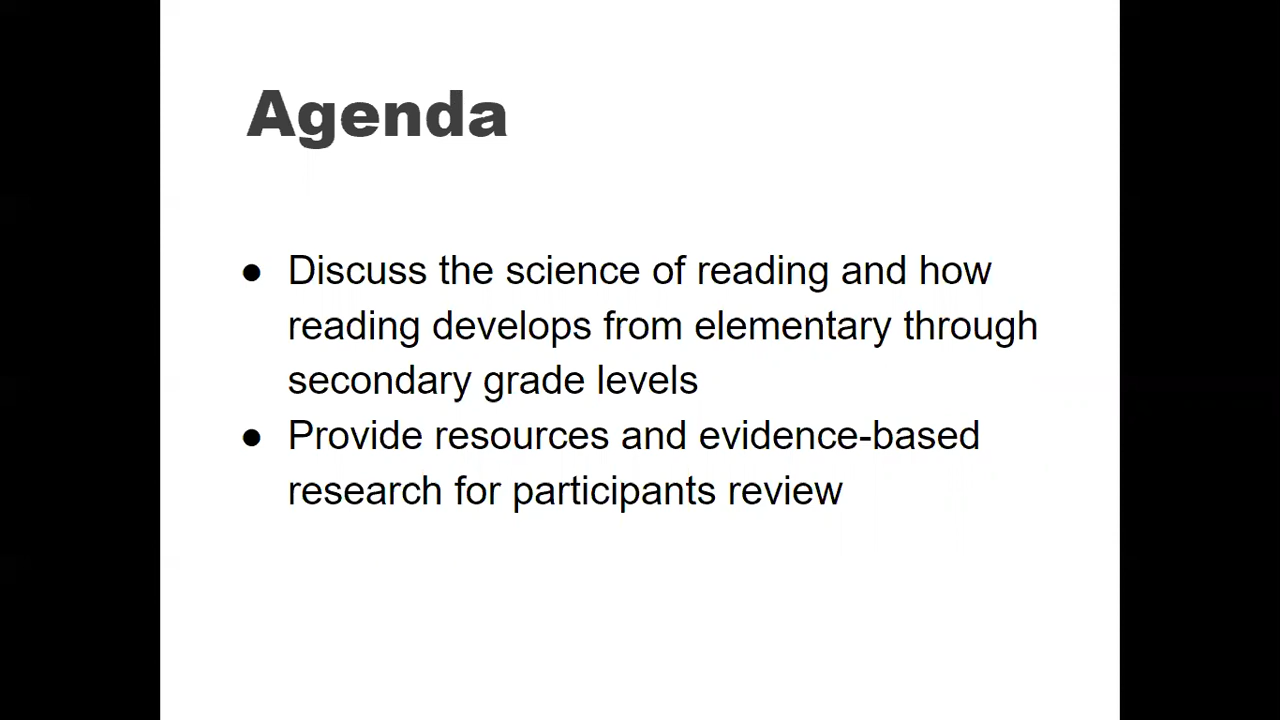 Agenda
● Discuss the science of reading and how
reading develops from elementary through
secondary grade levels
● Provide resources and evidence-based
research for participants review